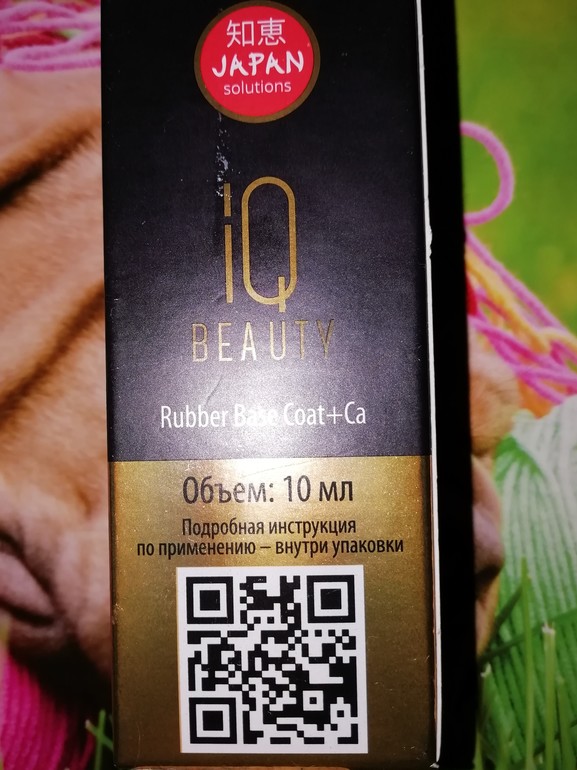 知恵
JAPAN
solutions
iQ
BEAUTY
Rubber Base Coat+Ca
Объем: 10 мл
Подробная инструкция
по применению – внутри упаковки